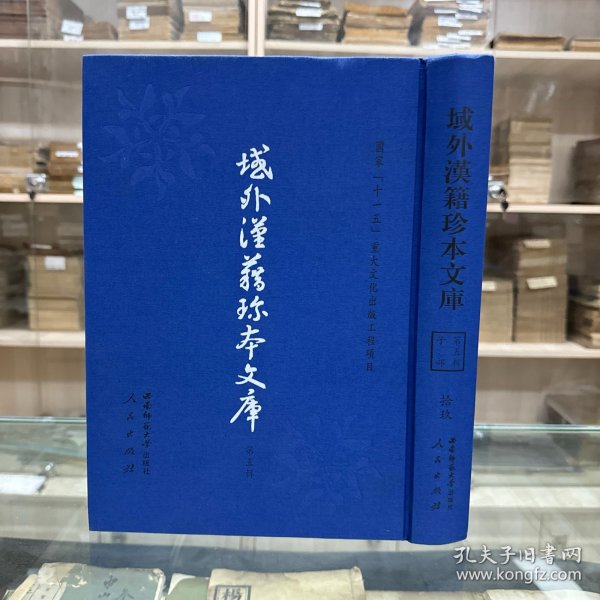 國家「十一五」重大文化出版工程項目
域外漢籍珍本文庫
第五輯
西南師範大學出版社
人民出版社
域外漢籍珍本文庫
第五輯
子部
拾玖
西南師範大學出版社
人民出版社
孔夫子旧书网
www.kongfz.com